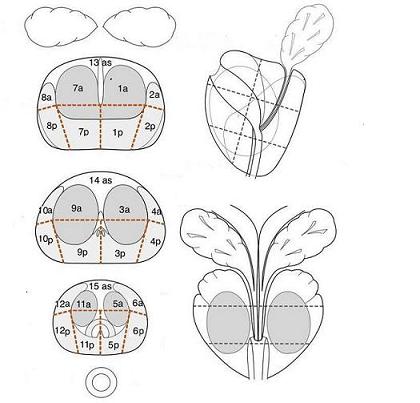 13 as
7a 1a
8a 2a
8p 7p 1p 2p
14 as
9a 3a
10a 4a
10p 4p
9p 3p
15 as
12a 11a 5a 6a
12p 6p
11p 5p